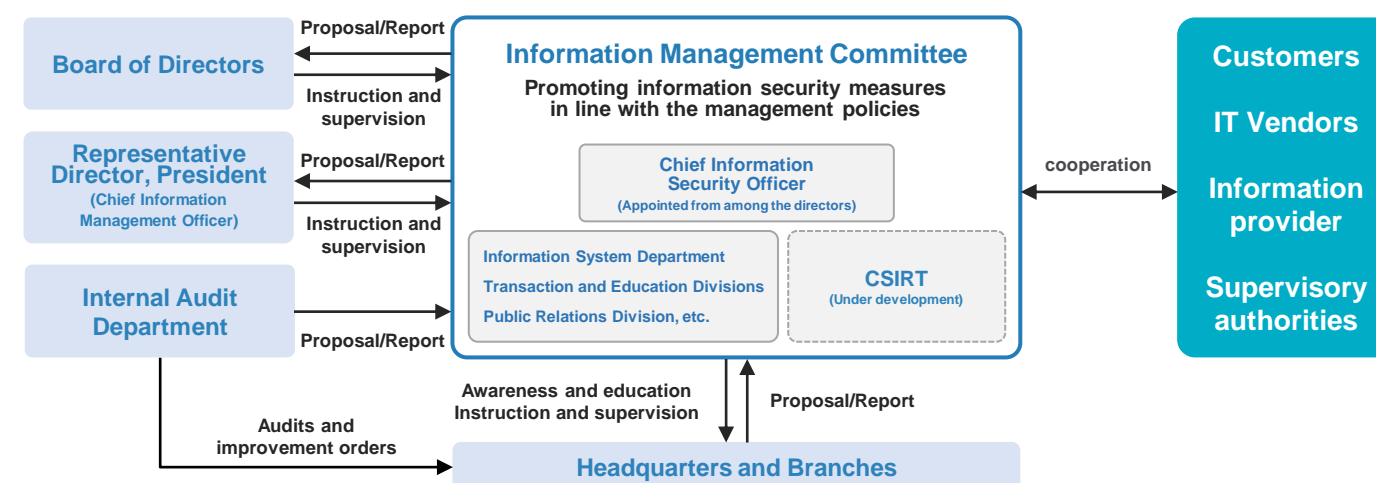 Board of Directors
Proposal/Report
Instruction and
supervision
Representative
Director, President
(Chief Information
Management Officer)
Proposal/Report
Instruction and
supervision
Internal Audit
Department
Proposal/Report
Audits and
improvement orders
Information Management Committee
Promoting information security measures
in line with the management policies
Chief Information
Security Officer
(Appointed from among the directors)
Information System Department
Transaction and Education Divisions
Public Relations Division, etc.
CSIRT
(Under development)
Awareness and education
Instruction and supervision
Proposal/Report
Headquarters and Branches
cooperation
Customers
IT Vendors
Information
provider
Supervisory
authorities